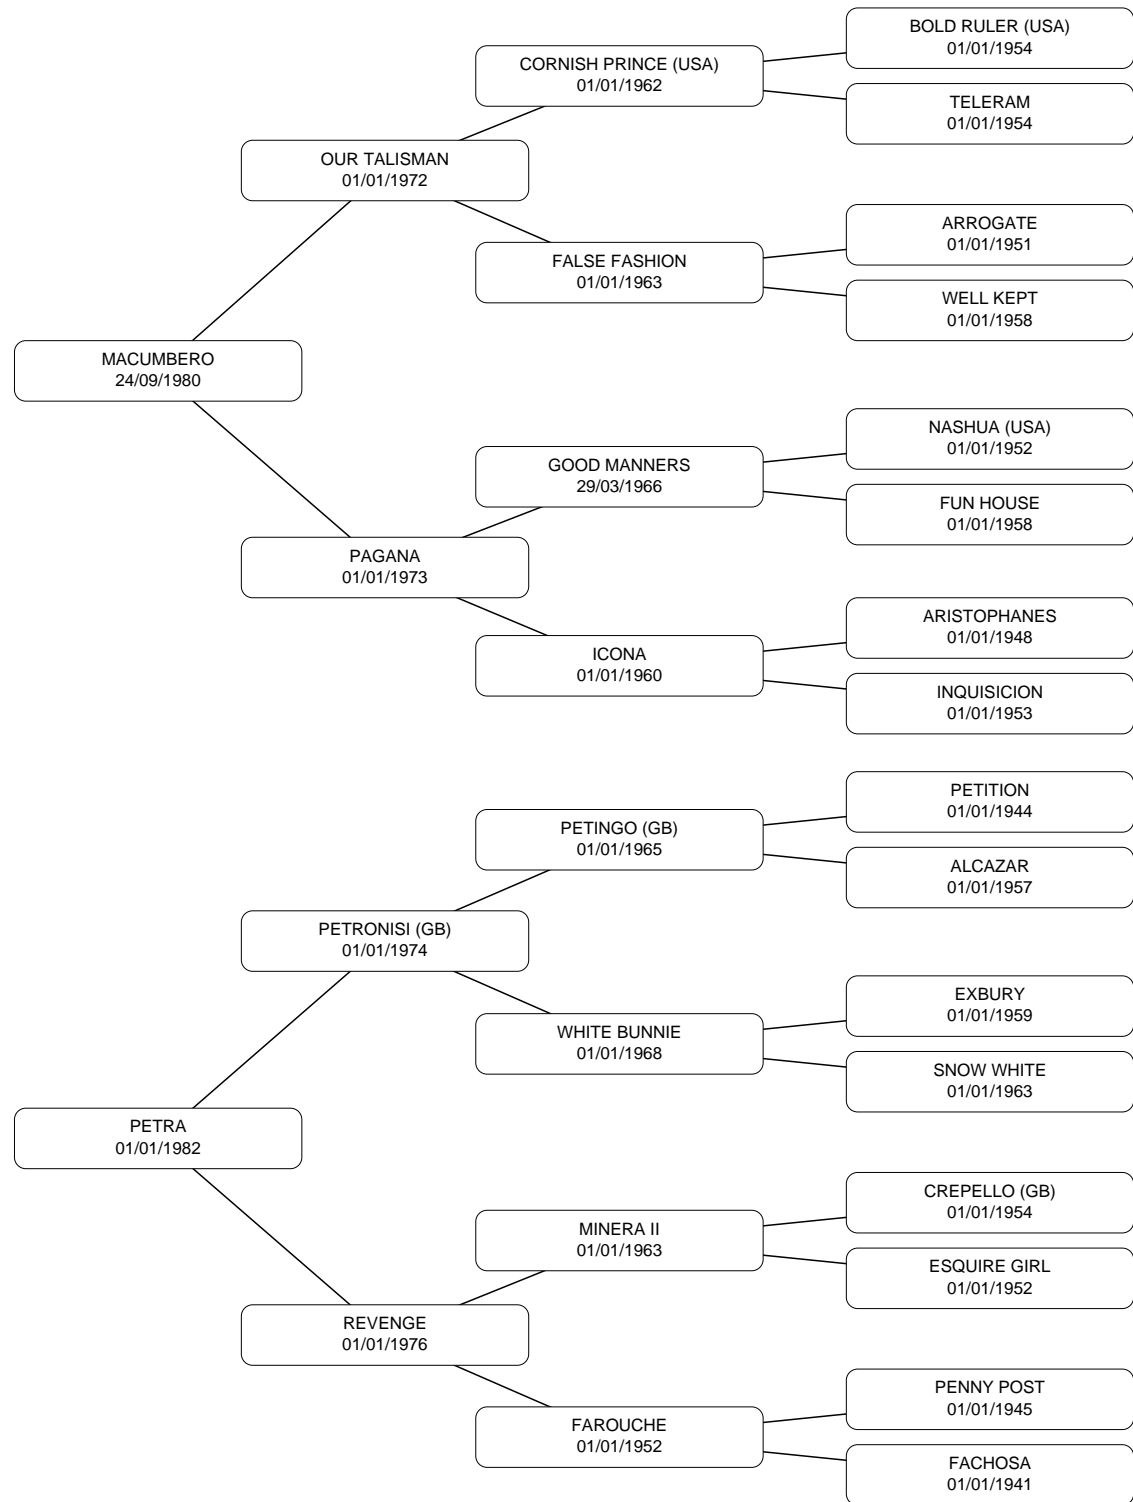 BOLD RULER (USA)
01/01/1954
CORNISH PRINCE (USA)
01/01/1962
TELERAM
01/01/1954
OUR TALISMAN
01/01/1972
ARROGATE
01/01/1951
FALSE FASHION
01/01/1963
WELL KEPT
01/01/1958
MACUMBERO
24/09/1980
NASHUA (USA)
01/01/1952
GOOD MANNERS
29/03/1966
FUN HOUSE
01/01/1958
PAGANA
01/01/1973
ARISTOPHANES
01/01/1948
ICONA
01/01/1960
INQUISICION
01/01/1953
PETITION
01/01/1944
PETINGO (GB)
01/01/1965
ALCAZAR
01/01/1957
PETRONISI (GB)
01/01/1974
EXBURY
01/01/1959
WHITE BUNNIE
01/01/1968
SNOW WHITE
01/01/1963
PETRA
01/01/1982
CREPELLO (GB)
01/01/1954
MINERA II
01/01/1963
ESQUIRE GIRL
01/01/1952
REVENGE
01/01/1976
PENNY POST
01/01/1945
FAROUCHE
01/01/1952
FACHOSA
01/01/1941